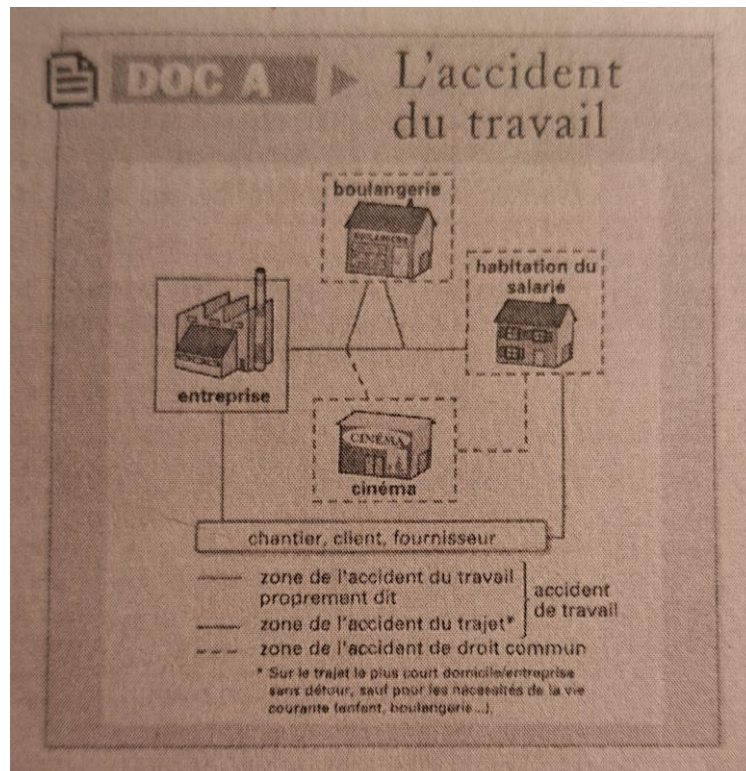 DOC A
L'accident
du travail
boulangerie
habitation du
salarié
entreprise
CINÉMA
cinéma
chantier, client, fournisseur
zone de l'accident du travail
proprement dit
zone de l'accident du trajet*
accident
de travail
zone de l'accident de droit commun
* Sur le trajet le plus court domicile/entreprise
sans détour, sauf pour les nécessités de la vie
courante (enfant, boulangerie...).